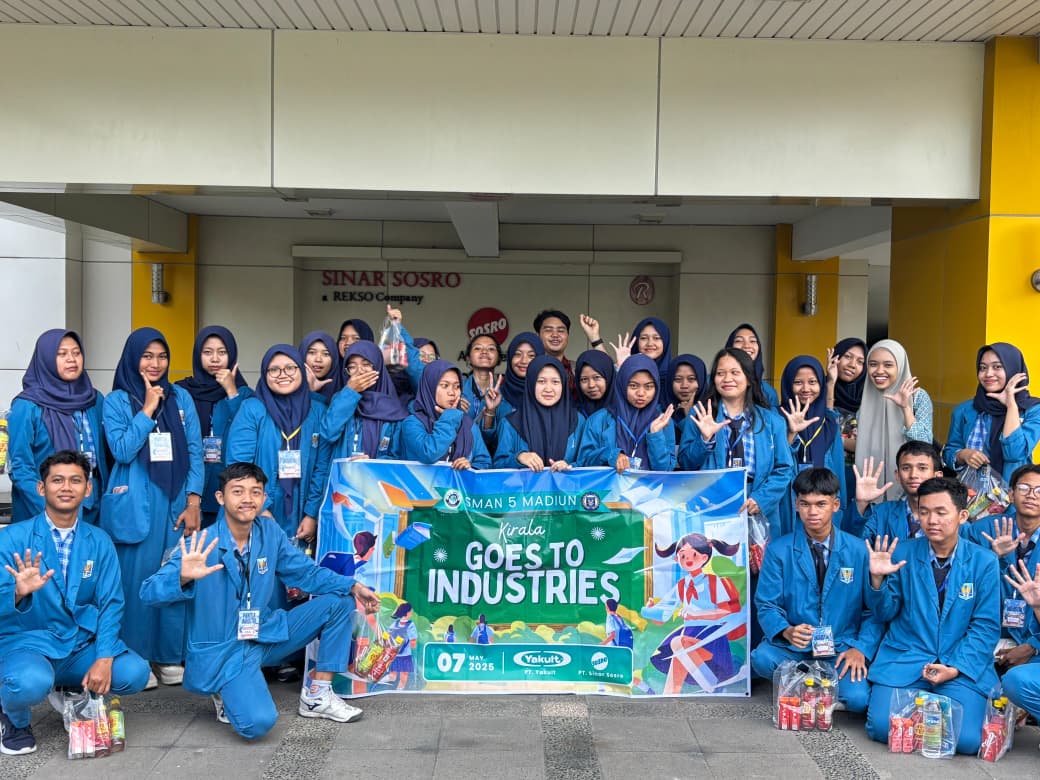 SINAR SOSRO
a REKSO Company
SOSRO
SMAN 5 MADIUN
Kirala
GOES TO
INDUSTRIES
07 MAY 2025
Yakult
PT. Yakult
SOSRO
PT. Sinar Sosro